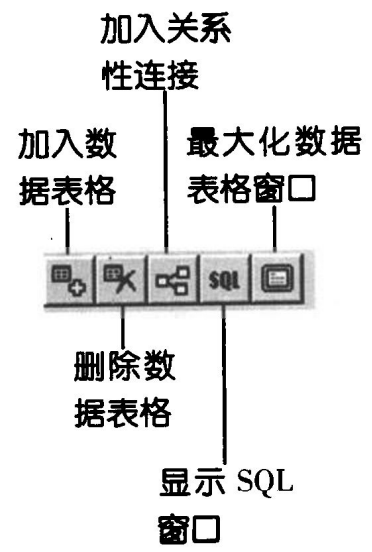 加入关系
性连接
加入数
据表格
最大化数据
表格窗口
SQL
删除数
据表格
显示 SQL
窗口